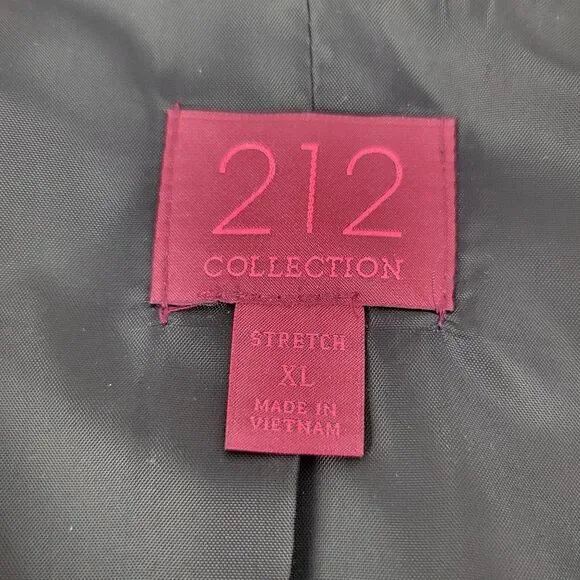 212
COLLECTION
STRETCH
XL
MADE IN
VIETNAM